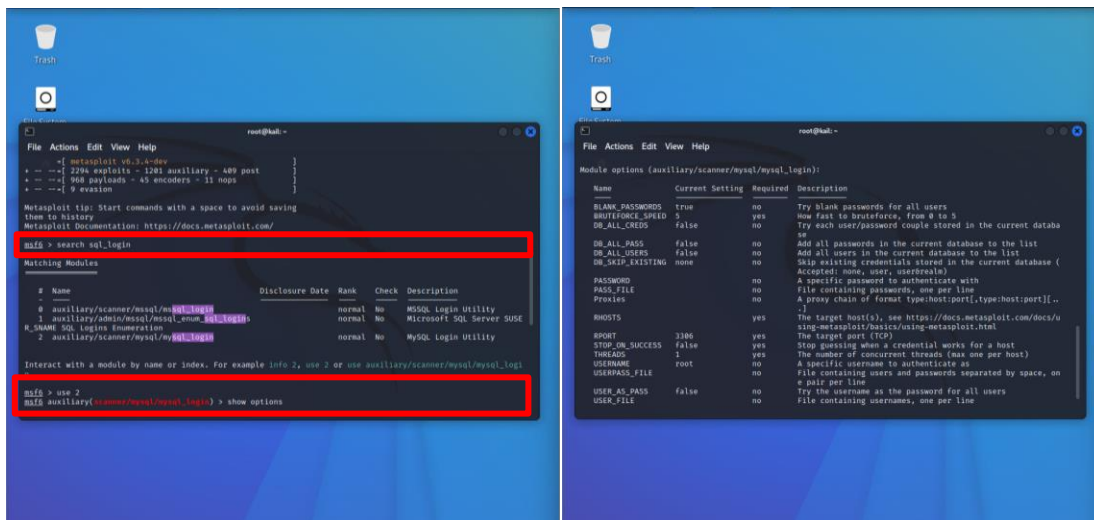 Trash
File System
root@kali: ~
File Actions Edit View Help
=[ metasploit v6.3.4-dev ]
+ -- --=[ 2294 exploits - 1201 auxiliary - 409 post ]
+ -- --=[ 968 payloads - 45 encoders - 11 nops ]
+ -- --=[ 9 evasion ]
Metasploit tip: Start commands with a space to avoid saving
them to history
Metasploit Documentation: https://docs.metasploit.com/
msf6 > search sql_login
Matching Modules
# Name Disclosure Date Rank Check Description
- ---- --------------- ---- ----- -----------
0 auxiliary/scanner/mssql/mssql_login normal No MSSQL Login Utility
1 auxiliary/admin/mssql/mssql_enum_sql_logins normal No Microsoft SQL Server SUSE
R_SNAME SQL Logins Enumeration
2 auxiliary/scanner/mysql/mysql_login normal No MySQL Login Utility
Interact with a module by name or index. For example info 2, use 2 or use auxiliary/scanner/mysql/mysql_logi
msf6 > use 2
msf6 auxiliary(scanner/mysql/mysql_login) > show options
Trash
File System
root@kali: ~
File Actions Edit View Help
Module options (auxiliary/scanner/mysql/mysql_login):
Name Current Setting Required Description
---- --------------- -------- -----------
BLANK_PASSWORDS true no Try blank passwords for all users
BRUTEFORCE_SPEED 5 yes How fast to bruteforce, from 0 to 5
DB_ALL_CREDS false no Try each user/password couple stored in the current databa
se
DB_ALL_PASS false no Add all passwords in the current database to the list
DB_ALL_USERS false no Add all users in the current database to the list
DB_SKIP_EXISTING none no Skip existing credentials stored in the current database (
Accepted: none, user, user&realm)
PASSWORD no A specific password to authenticate with
PASS_FILE no File containing passwords, one per line
Proxies no A proxy chain of format type:host:port[,type:host:port][..
.]
RHOSTS yes The target host(s), see https://docs.metasploit.com/docs/u
sing-metasploit/basics/using-metasploit.html
RPORT 3306 yes The target port (TCP)
STOP_ON_SUCCESS false yes Stop guessing when a credential works for a host
THREADS 1 yes The number of concurrent threads (max one per host)
USERNAME root no A specific username to authenticate as
USERPASS_FILE no File containing users and passwords separated by space, on
e pair per line
USER_AS_PASS false no Try the username as the password for all users
USER_FILE no File containing usernames, one per line